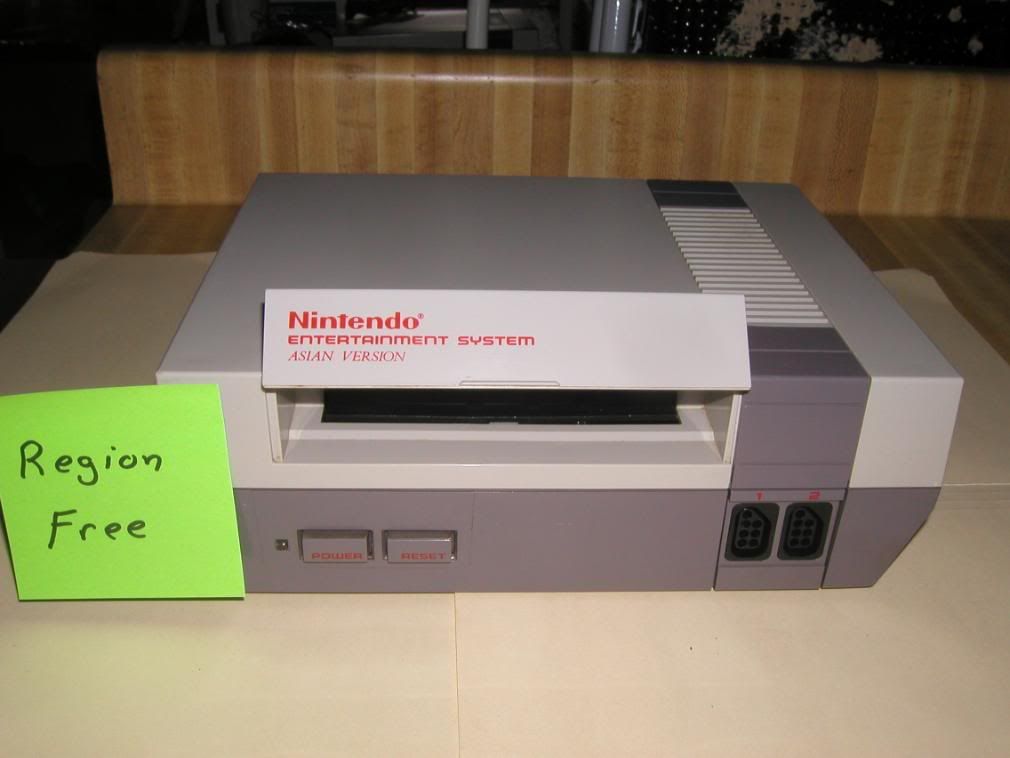 Nintendo®
ENTERTAINMENT SYSTEM
ASIAN VERSION
Region
Free
POWER RESET
1 2